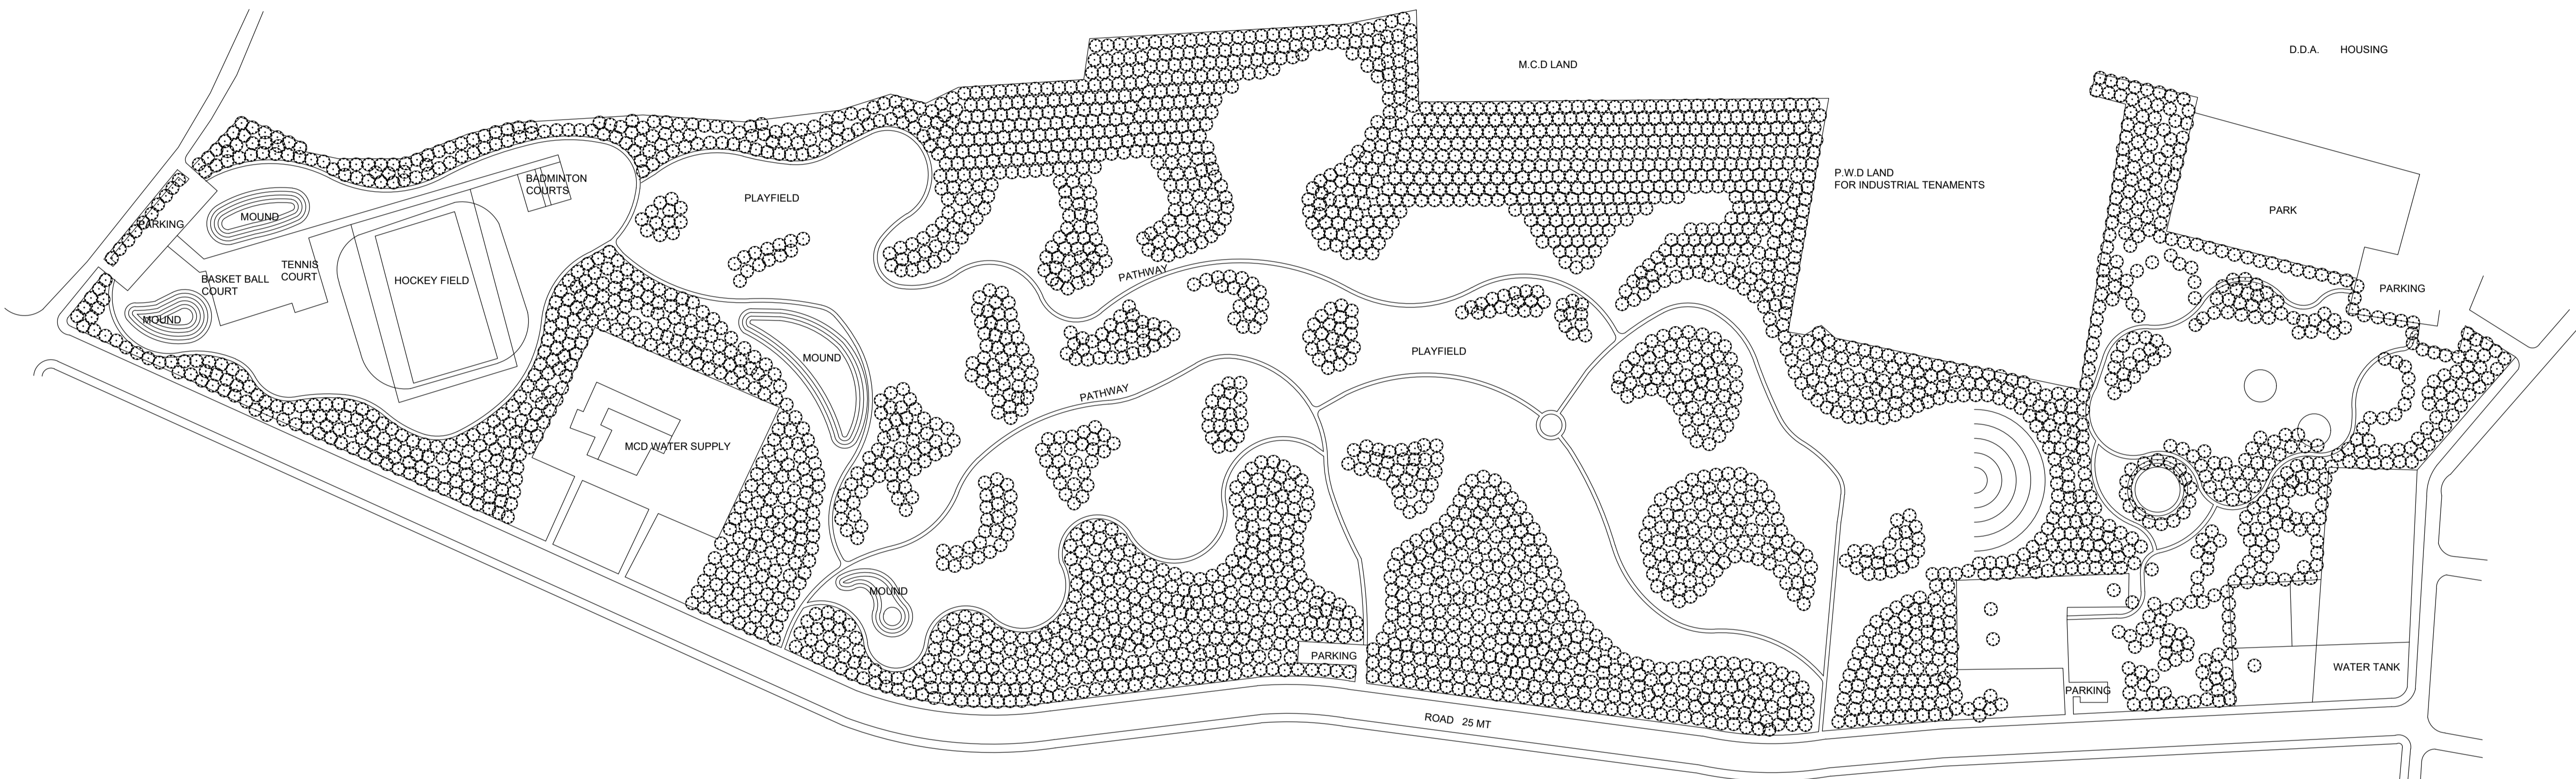 D.D.A. HOUSING
M.C.D LAND
P.W.D LAND
FOR INDUSTRIAL TENAMENTS
BADMINTON
COURTS
PLAYFIELD
PARK
MOUND
PARKING
TENNIS
COURT
BASKET BALL
COURT
HOCKEY FIELD
PATHWAY
PARKING
MOUND
MOUND
PLAYFIELD
PATHWAY
MCD WATER SUPPLY
MOUND
PARKING
WATER TANK
PARKING
ROAD 25 MT